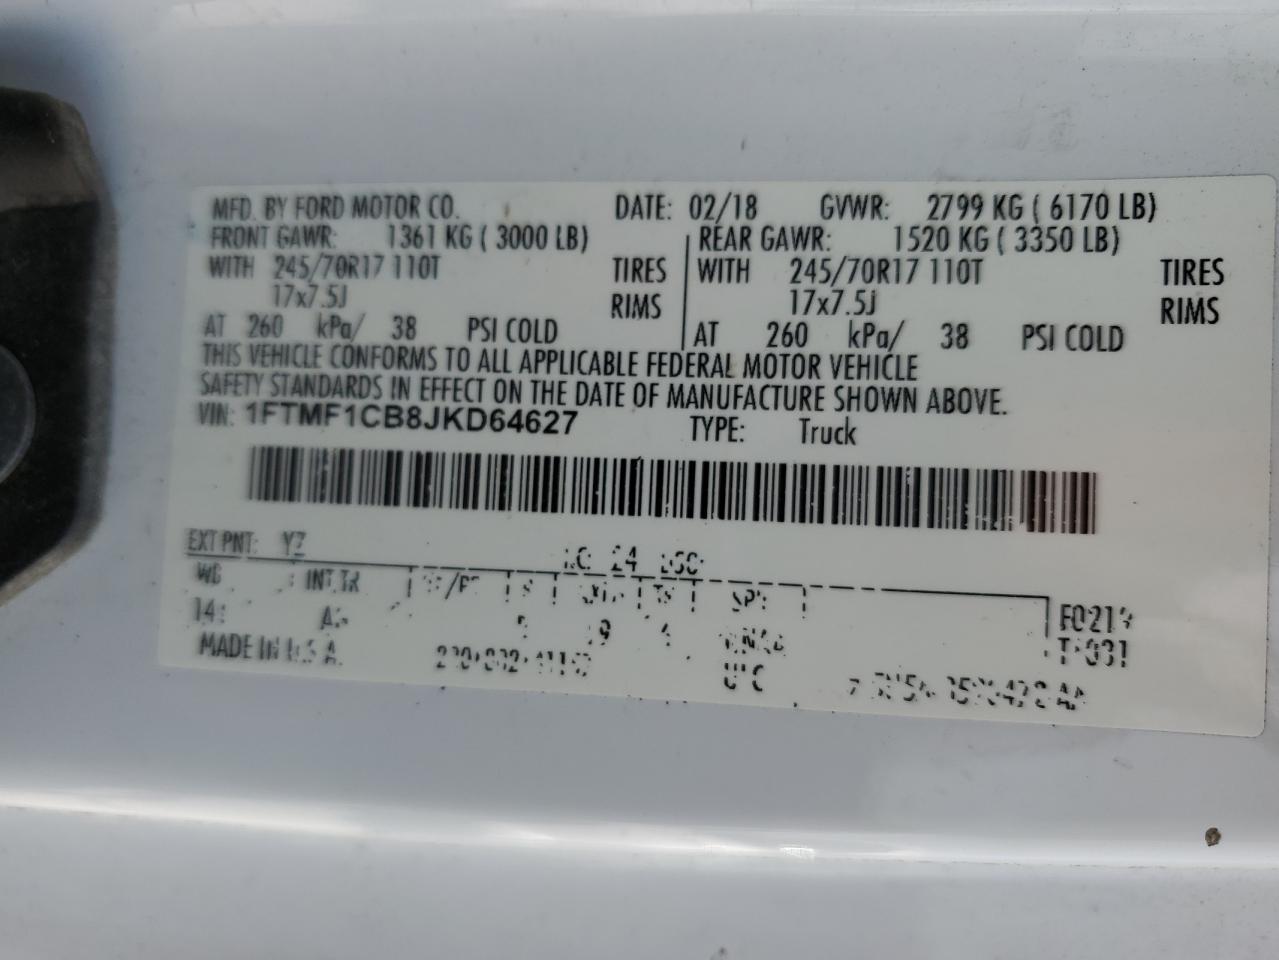 MFD. BY FORD MOTOR CO. DATE: 02/18 GVWR: 2799 KG ( 6170 LB)
FRONT GAWR: 1361 KG ( 3000 LB) REAR GAWR: 1520 KG ( 3350 LB)
WITH 245/70R17 110T TIRES WITH 245/70R17 110T TIRES
17x7.5J RIMS 17x7.5J RIMS
AT 260 kPa/ 38 PSI COLD AT 260 kPa/ 38 PSI COLD
THIS VEHICLE CONFORMS TO ALL APPLICABLE FEDERAL MOTOR VEHICLE
SAFETY STANDARDS IN EFFECT ON THE DATE OF MANUFACTURE SHOWN ABOVE.
VIN: 1FTMF1CB8JKD64627 TYPE: Truck
EXT PNT: YZ
WB INT TR
MADE IN U.S.A.